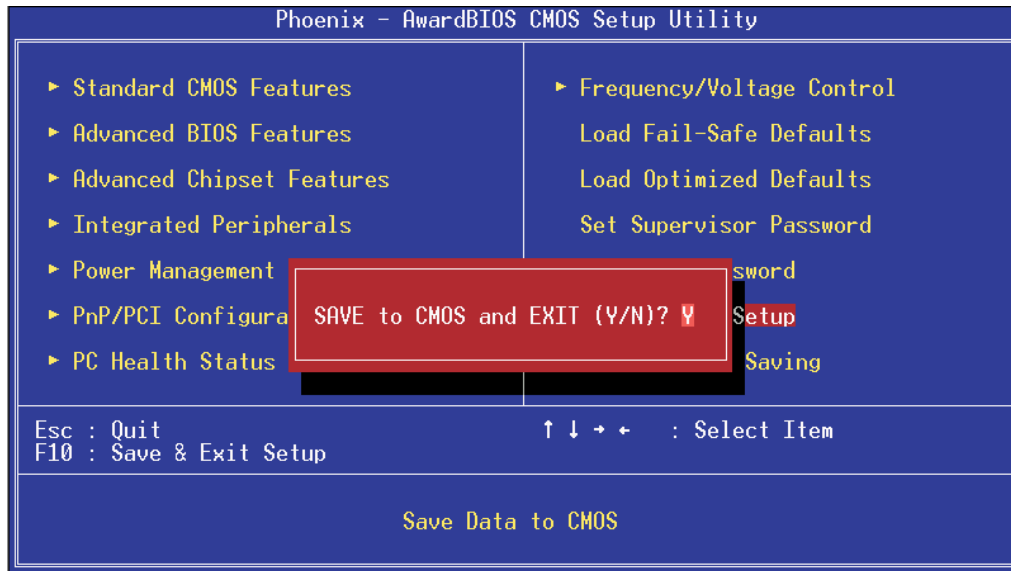 Phoenix - AwardBIOS CMOS Setup Utility
► Standard CMOS Features
► Advanced BIOS Features
► Advanced Chipset Features
► Integrated Peripherals
► Power Management
► PnP/PCI Configura
► PC Health Status
► Frequency/Voltage Control
Load Fail-Safe Defaults
Load Optimized Defaults
Set Supervisor Password
sword
Setup
Saving
SAVE to CMOS and EXIT (Y/N)? Y
Esc : Quit
F10 : Save & Exit Setup
↑ ↓ → ← : Select Item
Save Data to CMOS